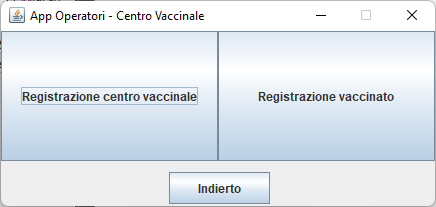 App Operatori - Centro Vaccinale
Registrazione centro vaccinale
Registrazione vaccinato
Indierto